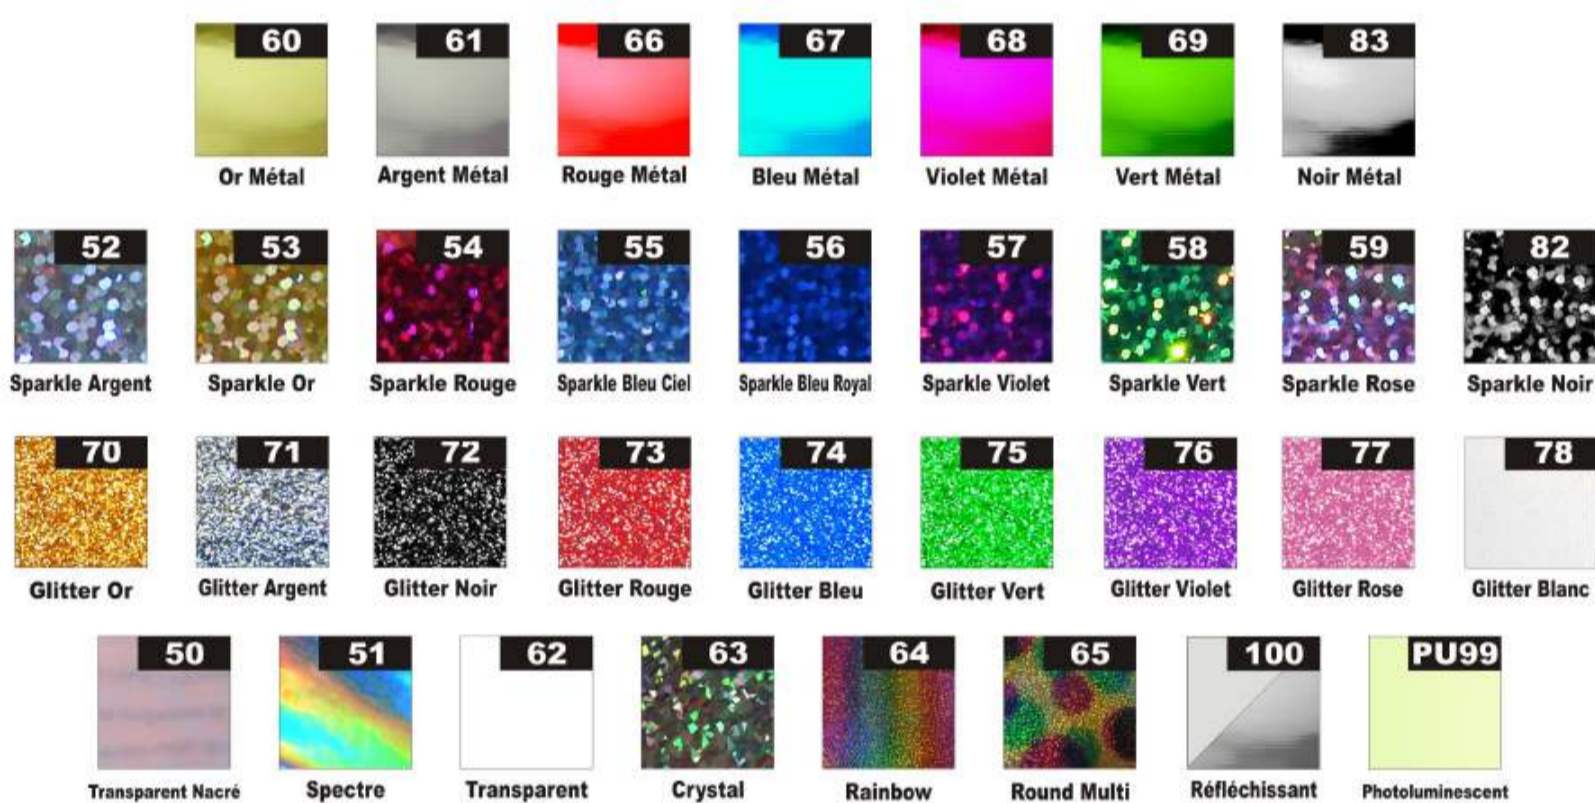 60 61 66 67 68 69 83
Or Métal Argent Métal Rouge Métal Bleu Métal Violet Métal Vert Métal Noir Métal
52 53 54 55 56 57 58 59 82
Sparkle Argent Sparkle Or Sparkle Rouge Sparkle Bleu Ciel Sparkle Bleu Royal Sparkle Violet Sparkle Vert Sparkle Rose Sparkle Noir
70 71 72 73 74 75 76 77 78
Glitter Or Glitter Argent Glitter Noir Glitter Rouge Glitter Bleu Glitter Vert Glitter Violet Glitter Rose Glitter Blanc
50 51 62 63 64 65 100 PU99
Transparent Nacré Spectre Transparent Crystal Rainbow Round Multi Réfléchissant Photoluminescent